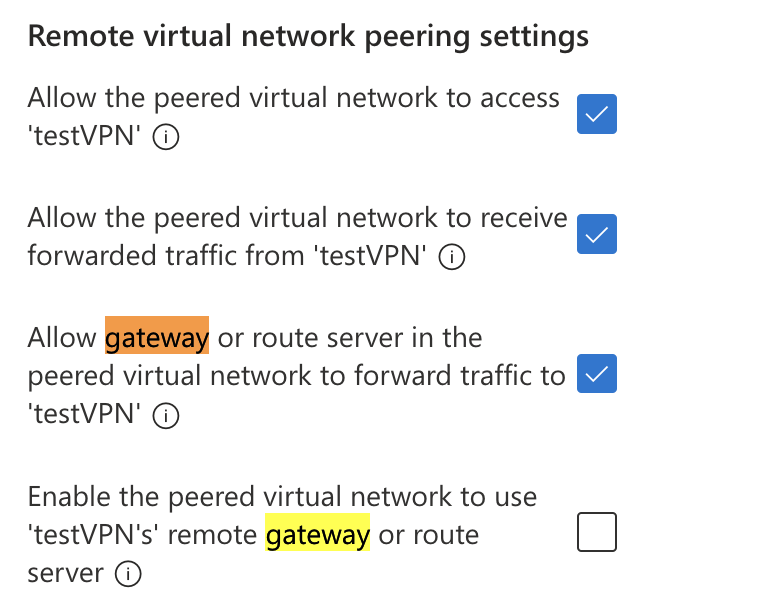 Remote virtual network peering settings
Allow the peered virtual network to access
'testVPN'
Allow the peered virtual network to receive
forwarded traffic from 'testVPN'
Allow gateway or route server in the
peered virtual network to forward traffic to
'testVPN'
Enable the peered virtual network to use
'testVPN's' remote gateway or route
server